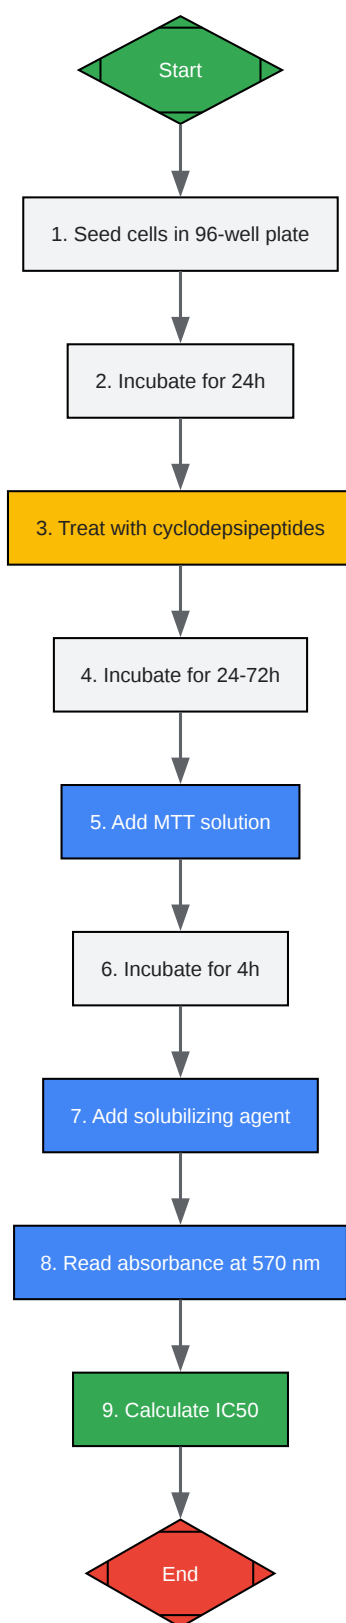 Start
1. Seed cells in 96-well plate
2. Incubate for 24h
3. Treat with cyclodepsipeptides
4. Incubate for 24-72h
5. Add MTT solution
6. Incubate for 4h
7. Add solubilizing agent
8. Read absorbance at 570 nm
9. Calculate IC50
End